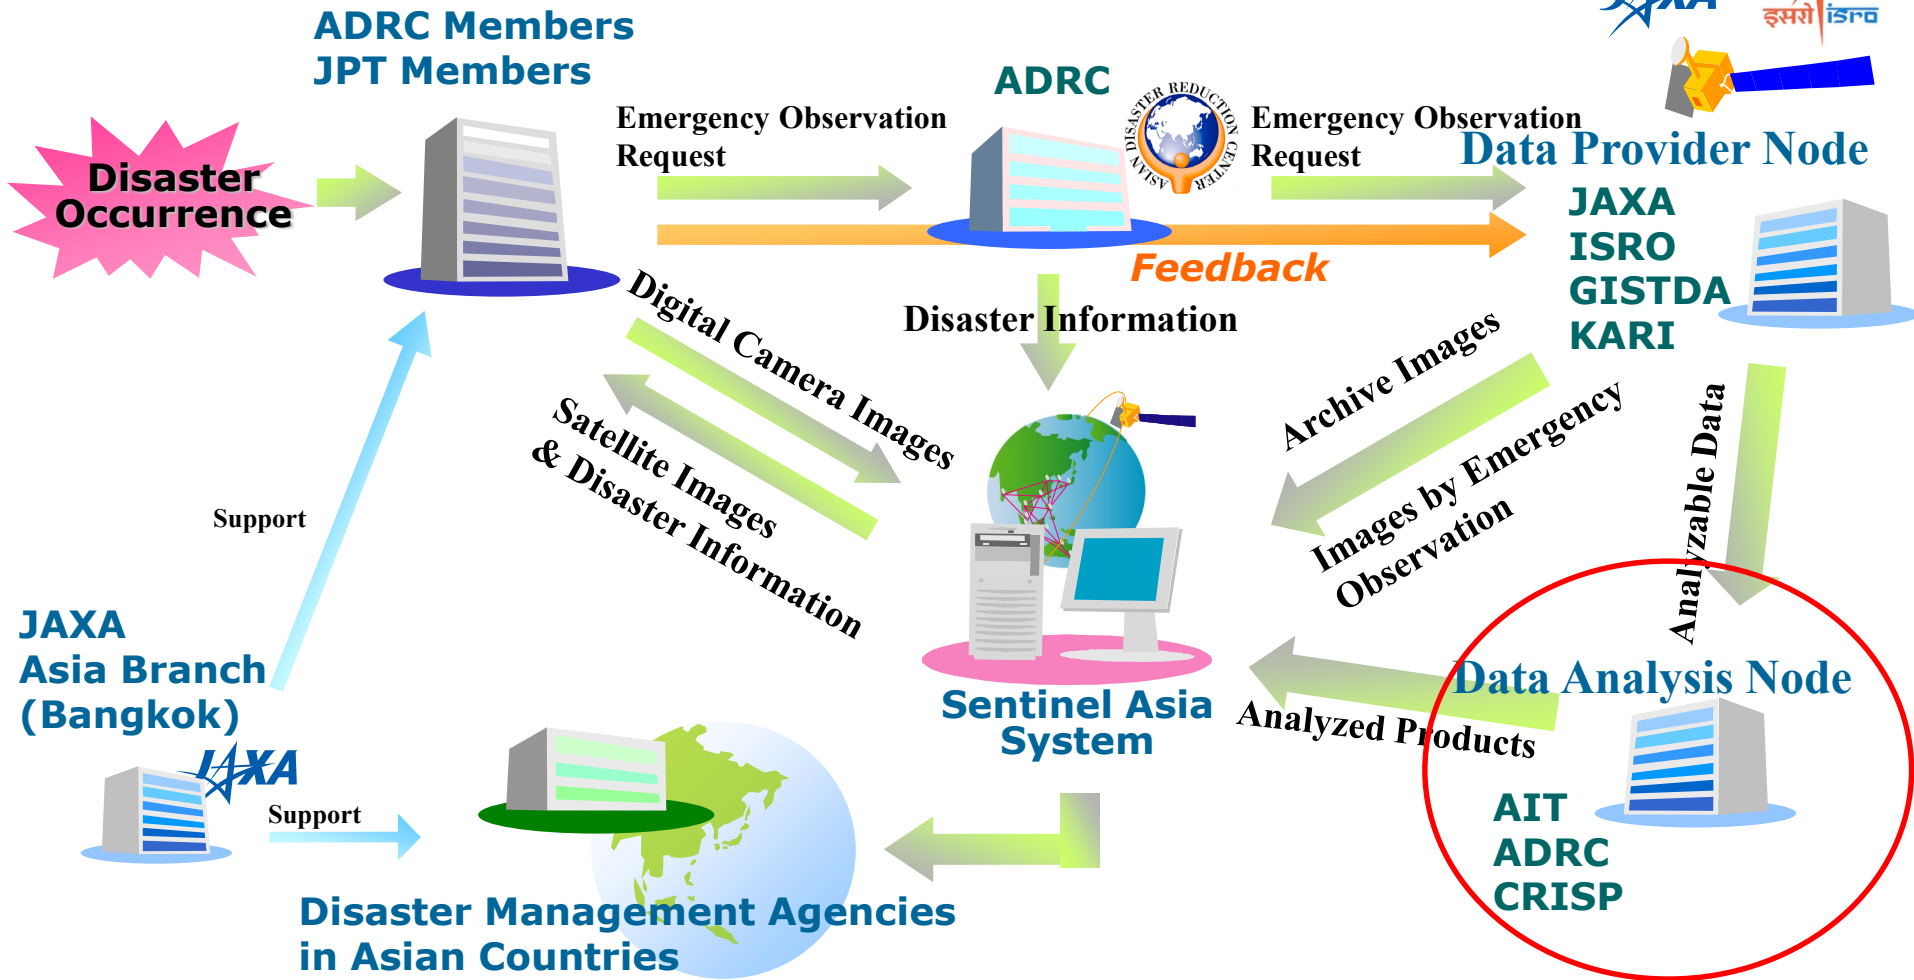 ADRC Members
JPT Members
JAXA
इसरो isro
ADRC
ASIAN DISASTER REDUCTION CENTER
Emergency Observation
Request
Emergency Observation
Request
Data Provider Node
JAXA
ISRO
GISTDA
KARI
Disaster
Occurrence
Feedback
Disaster Information
Digital Camera Images
Satellite Images
& Disaster Information
Archive Images
Images by Emergency
Observation
Analyzable Data
Support
JAXA
Asia Branch
(Bangkok)
JAXA
Support
Sentinel Asia
System
Analyzed Products
Data Analysis Node
AIT
ADRC
CRISP
Disaster Management Agencies
in Asian Countries